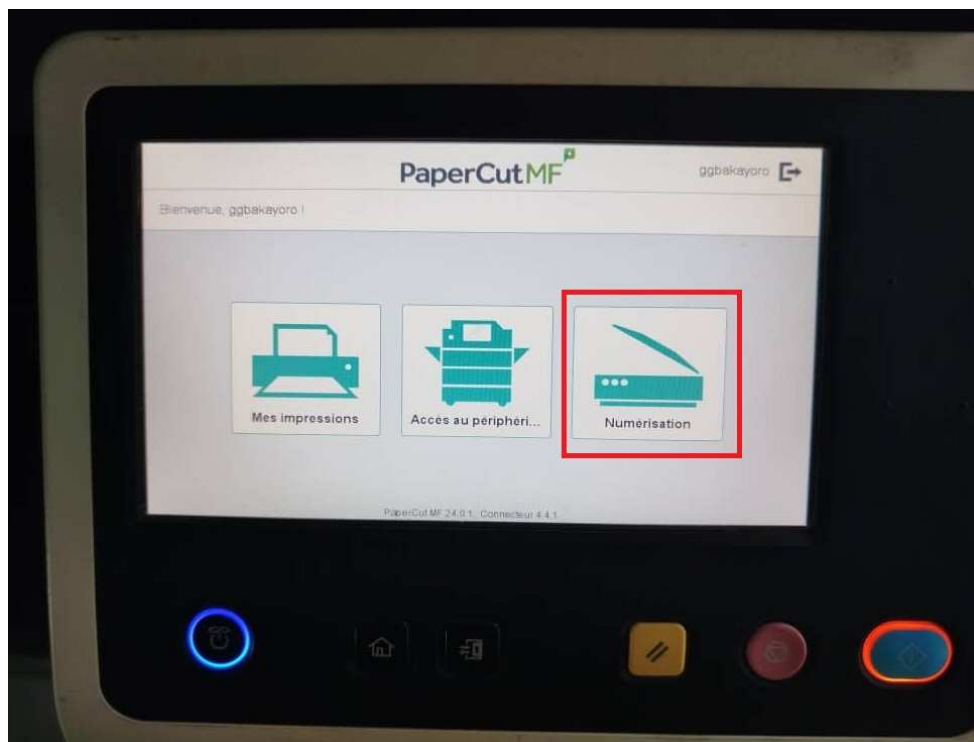 PaperCutMF
ggbakayoro
Bienvenue, ggbakayoro !
Mes impressions
Accès au périphéri...
Numérisation
PaperCut MF 24.0.1, Connecteur 4.4.1